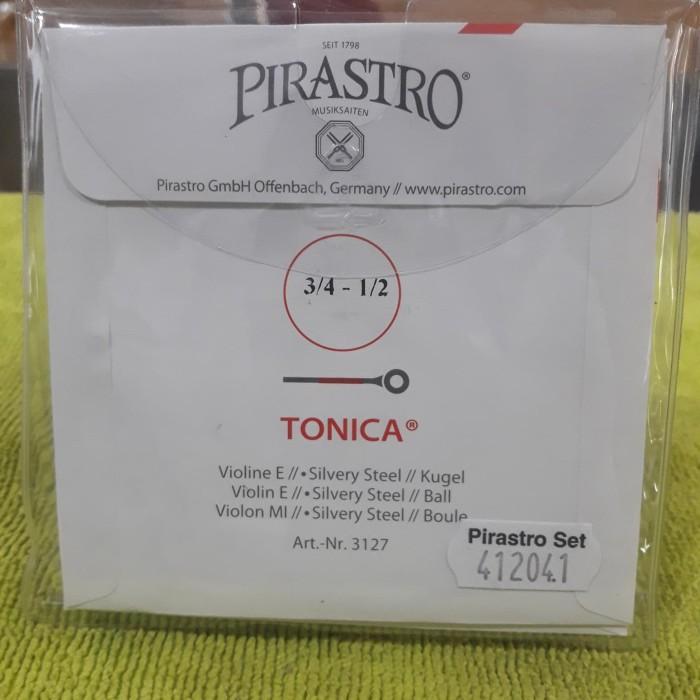 SEIT 1798
PIRASTRO®
MUSIKSAITEN
Pirastro GmbH Offenbach, Germany // www.pirastro.com
3/4 - 1/2
TONICA®
Violine E // • Silvery Steel // Kugel
Violin E // • Silvery Steel // Ball
Violon MI // • Silvery Steel // Boule
Art.-Nr. 3127
Pirastro Set
412041